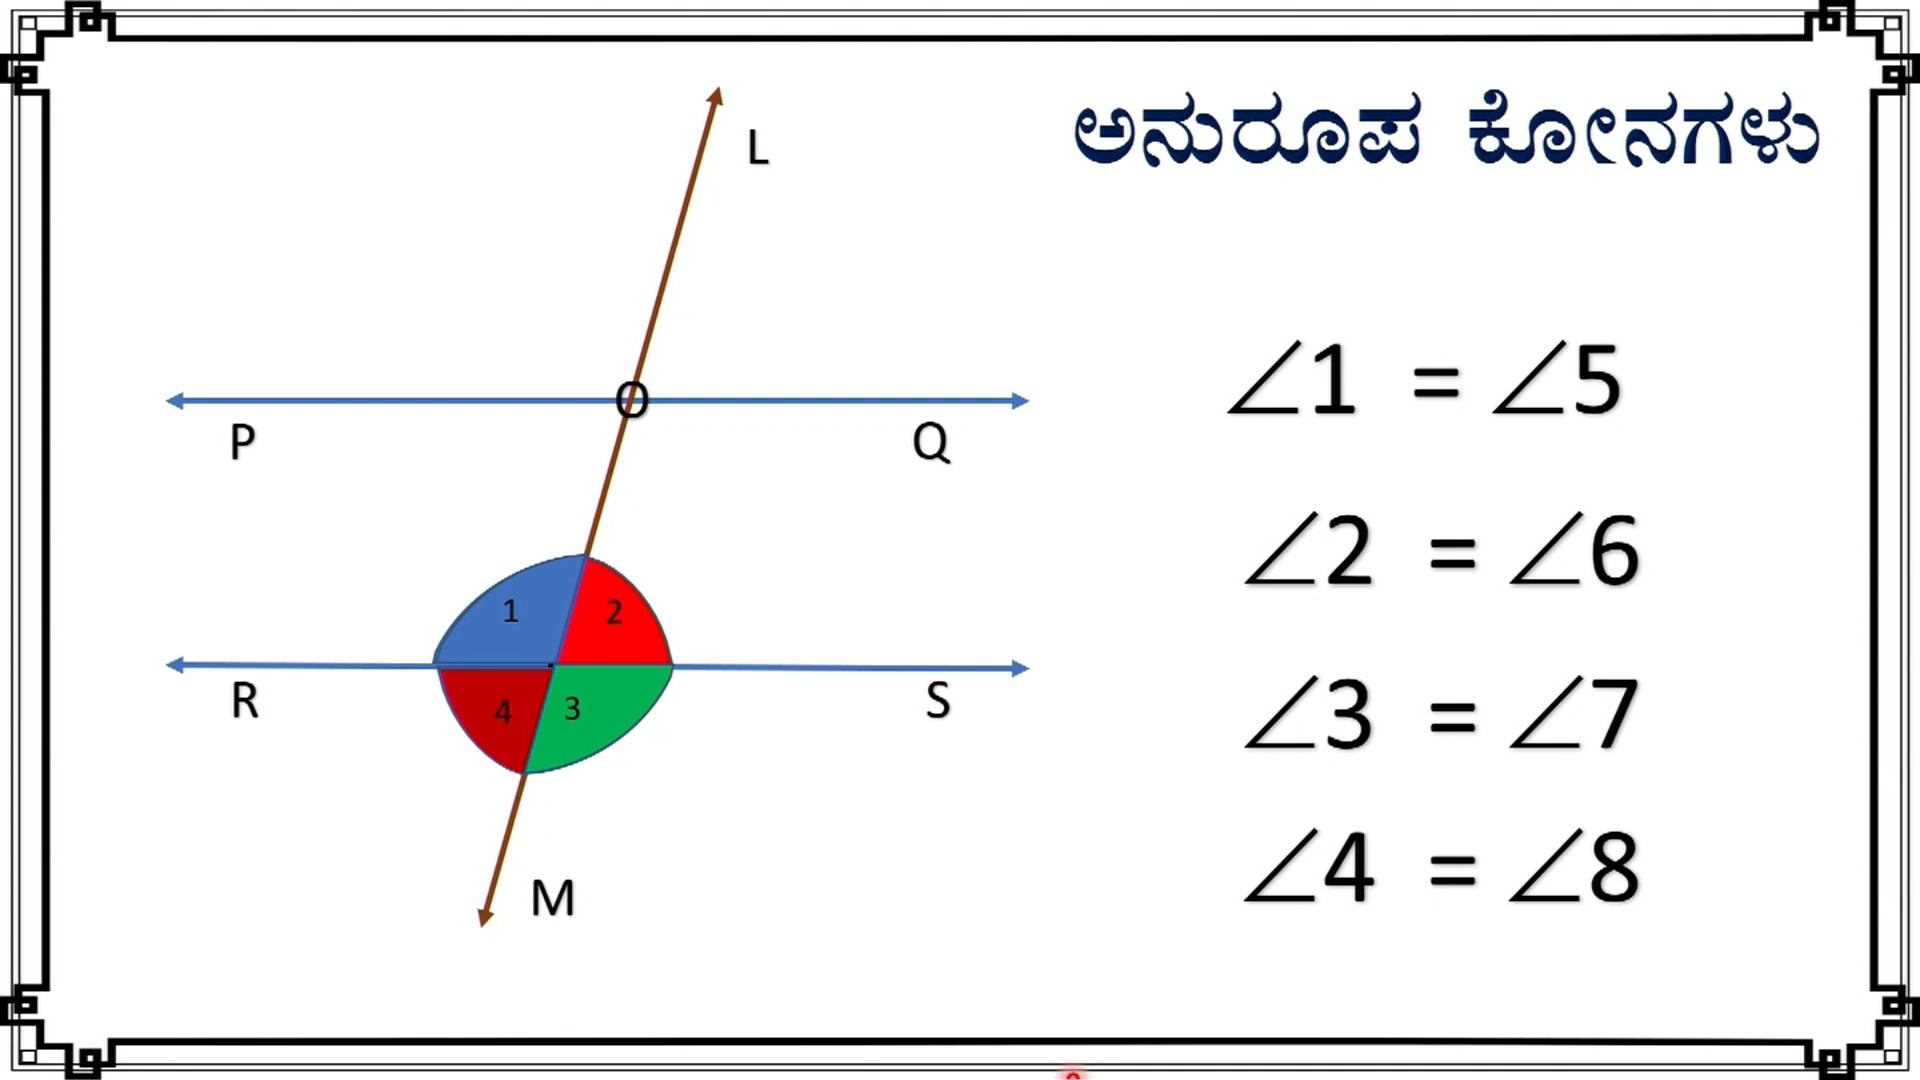 ಅನುರೂಪ ಕೋನಗಳು
L
O
P
Q
∠1 = ∠5
∠2 = ∠6
1
2
R
S
4
3
∠3 = ∠7
M
∠4 = ∠8